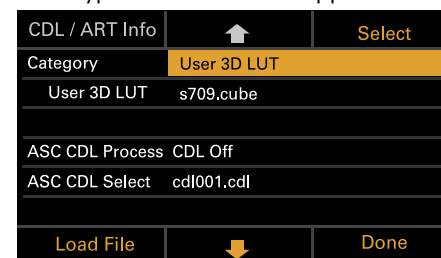 CDL / ART Info Select
Category User 3D LUT
User 3D LUT s709.cube
ASC CDL Process CDL Off
ASC CDL Select cdl001.cdl
Load File Done